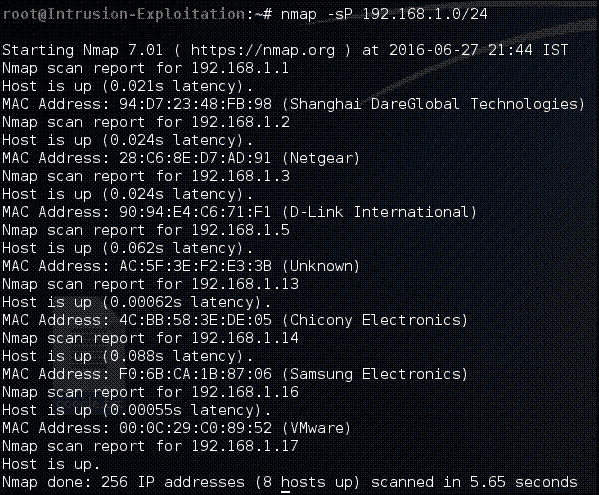 root@Intrusion-Exploitation:~# nmap -sP 192.168.1.0/24
Starting Nmap 7.01 ( https://nmap.org ) at 2016-06-27 21:44 IST
Nmap scan report for 192.168.1.1
Host is up (0.021s latency).
MAC Address: 94:D7:23:48:FB:98 (Shanghai DareGlobal Technologies)
Nmap scan report for 192.168.1.2
Host is up (0.024s latency).
MAC Address: 28:C6:8E:D7:AD:91 (Netgear)
Nmap scan report for 192.168.1.3
Host is up (0.024s latency).
MAC Address: 90:94:E4:C6:71:F1 (D-Link International)
Nmap scan report for 192.168.1.5
Host is up (0.062s latency).
MAC Address: AC:5F:3E:F2:E3:3B (Unknown)
Nmap scan report for 192.168.1.13
Host is up (0.00062s latency).
MAC Address: 4C:BB:58:3E:DE:05 (Chicony Electronics)
Nmap scan report for 192.168.1.14
Host is up (0.088s latency).
MAC Address: F0:6B:CA:1B:87:06 (Samsung Electronics)
Nmap scan report for 192.168.1.16
Host is up (0.00055s latency).
MAC Address: 00:0C:29:C0:89:52 (VMware)
Nmap scan report for 192.168.1.17
Host is up.
Nmap done: 256 IP addresses (8 hosts up) scanned in 5.65 seconds